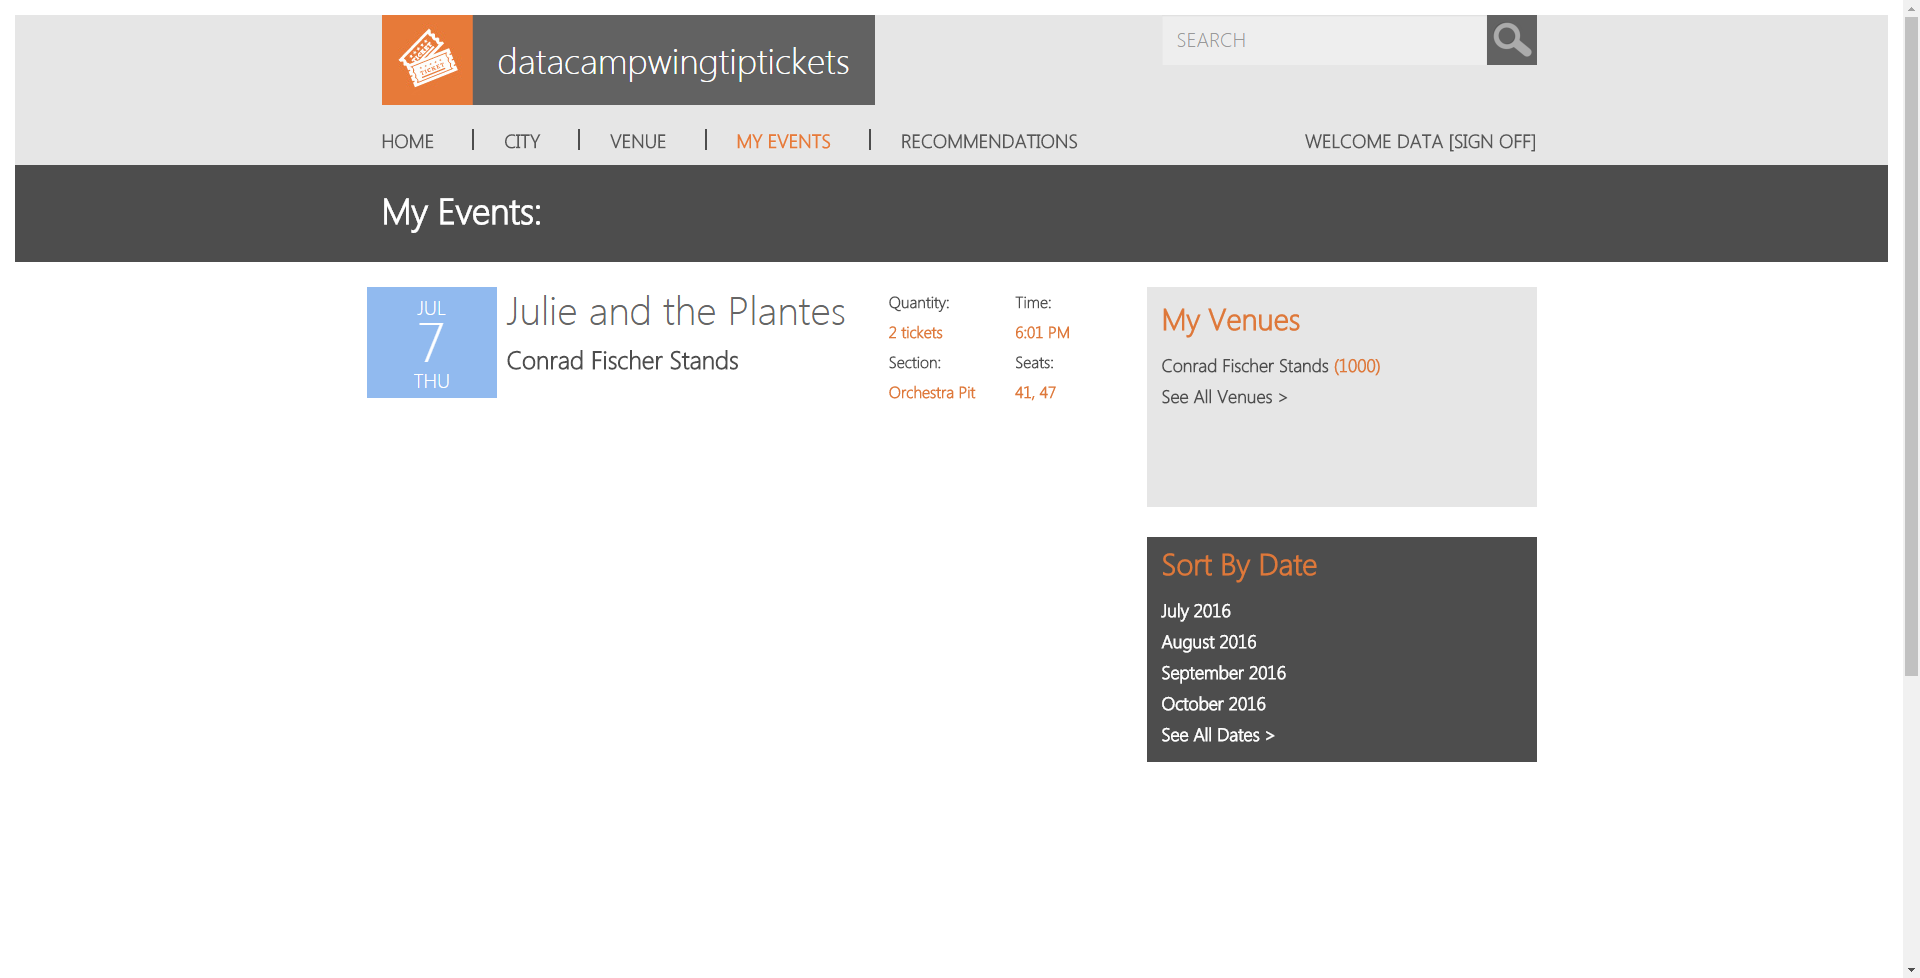 datacampwingtiptickets
SEARCH
HOME
CITY
VENUE
MY EVENTS
RECOMMENDATIONS
WELCOME DATA [SIGN OFF]
My Events:
JUL
7
THU
Julie and the Plantes
Conrad Fischer Stands
Quantity:
2 tickets
Section:
Orchestra Pit
Time:
6:01 PM
Seats:
41, 47
My Venues
Conrad Fischer Stands (1000)
See All Venues >
Sort By Date
July 2016
August 2016
September 2016
October 2016
See All Dates >